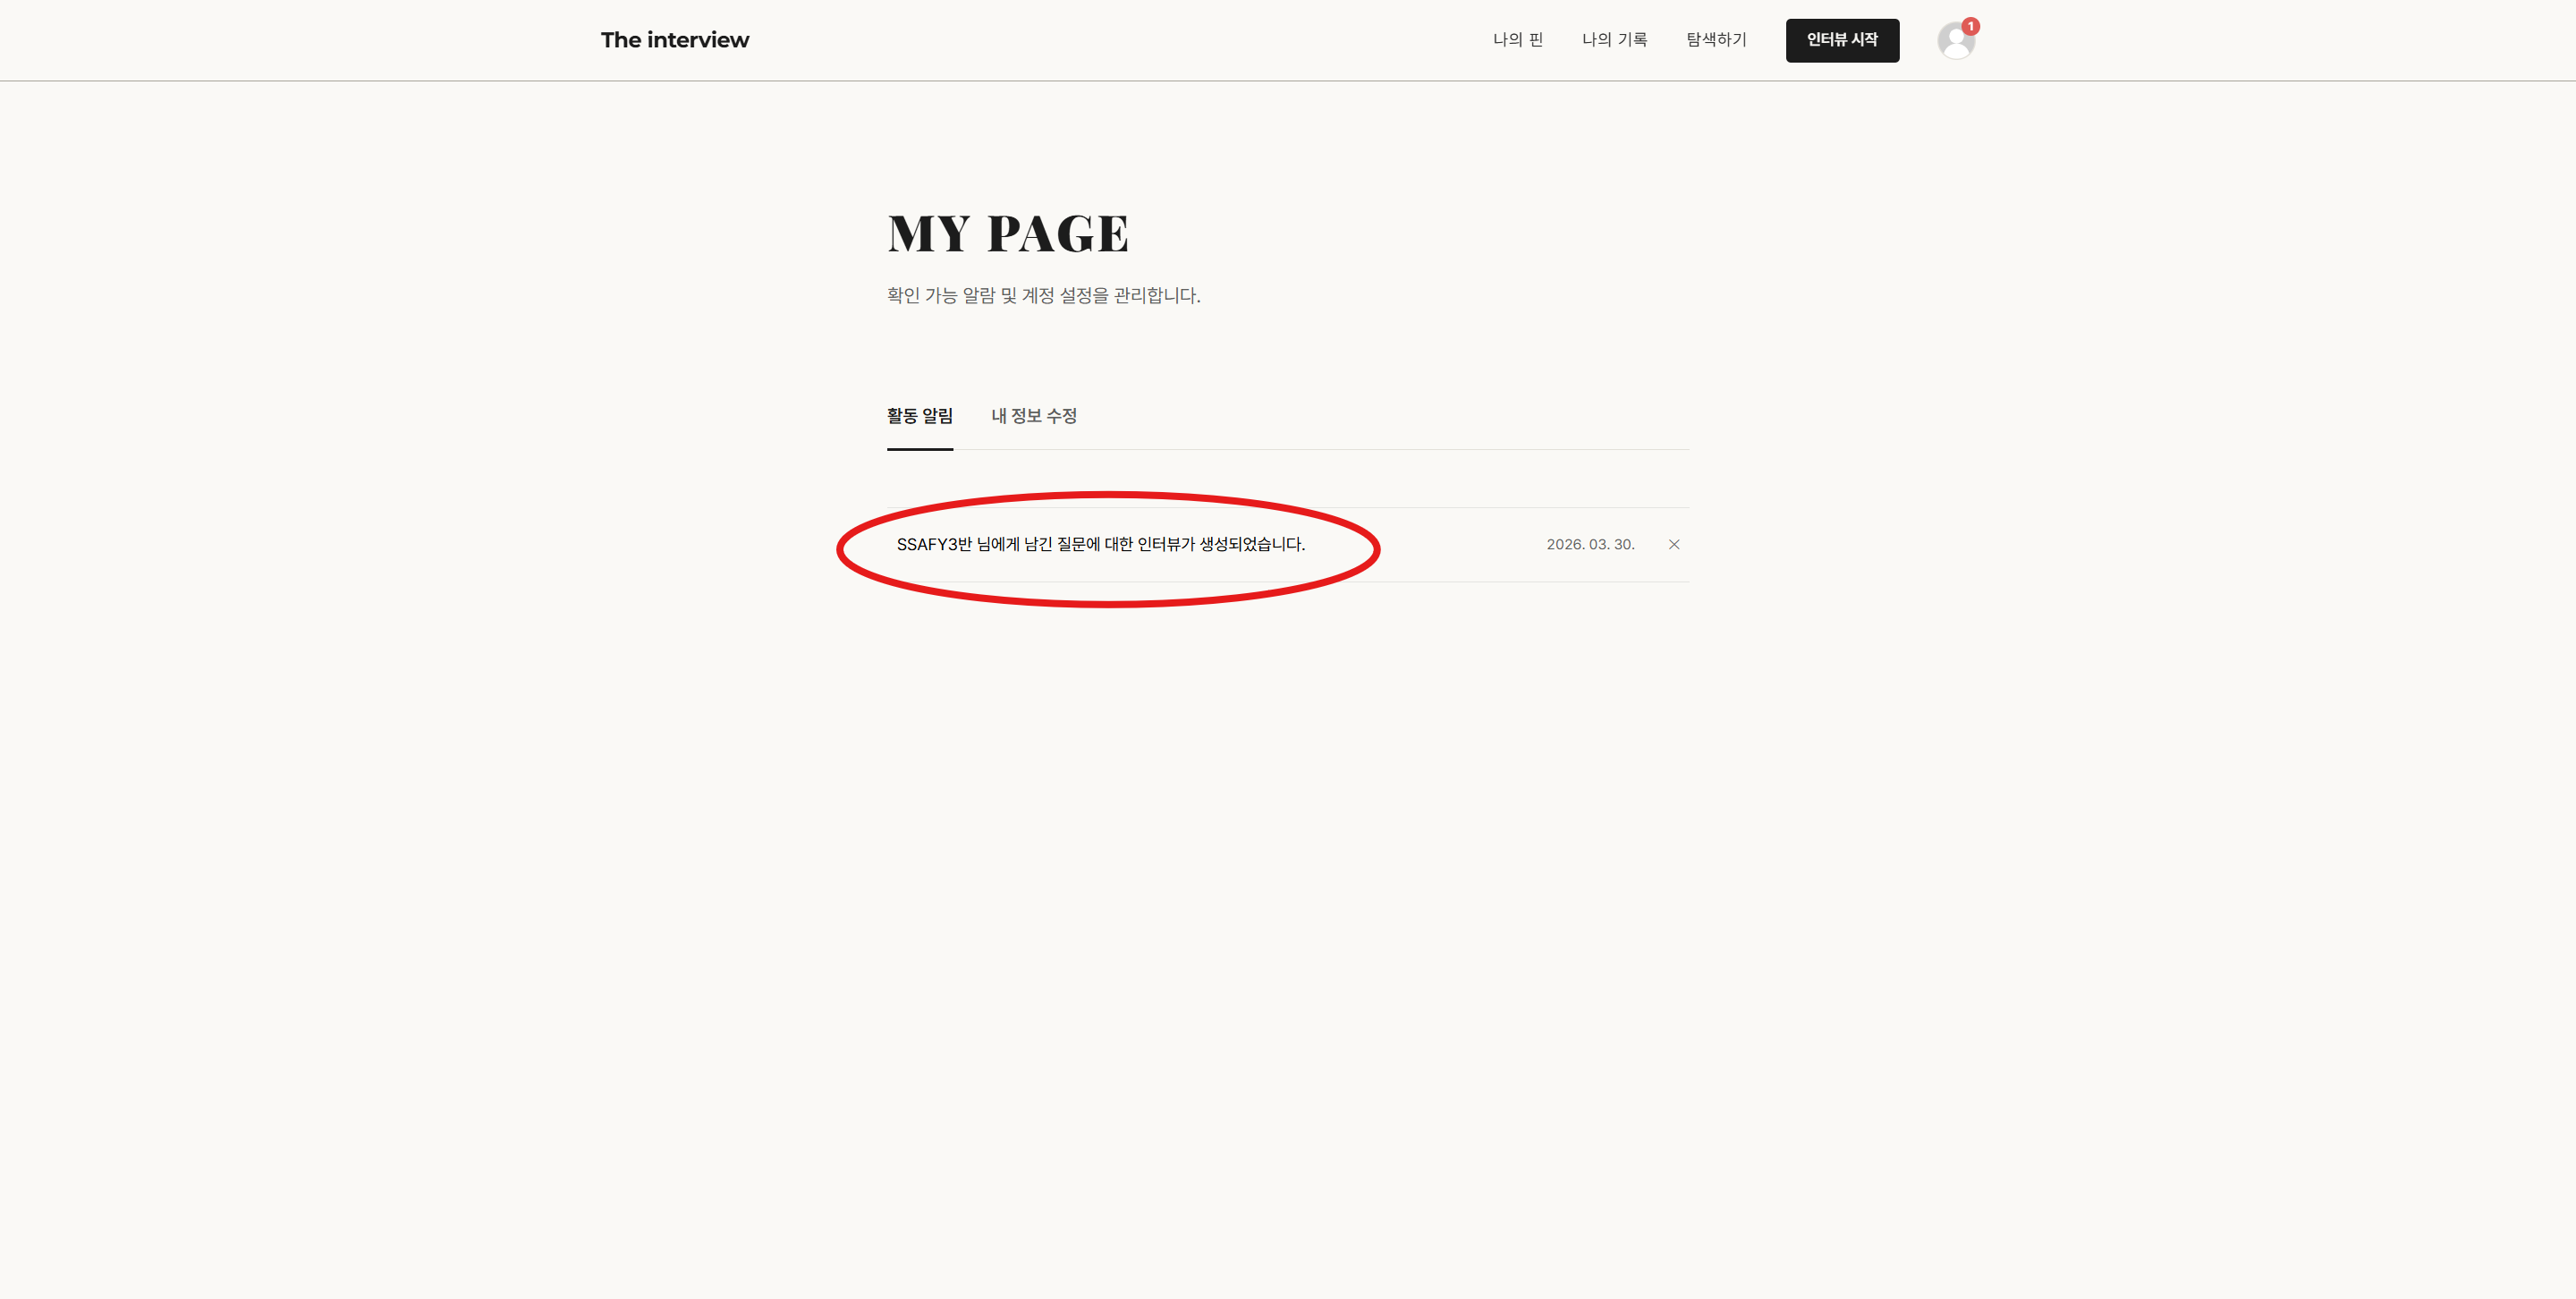 The interview
나의 핀
나의 기록
탐색하기
인터뷰 시작
1
MY PAGE
확인 가능 알람 및 계정 설정을 관리합니다.
활동 알림
내 정보 수정
SSAFY3반 님에게 남긴 질문에 대한 인터뷰가 생성되었습니다.
2026. 03. 30.